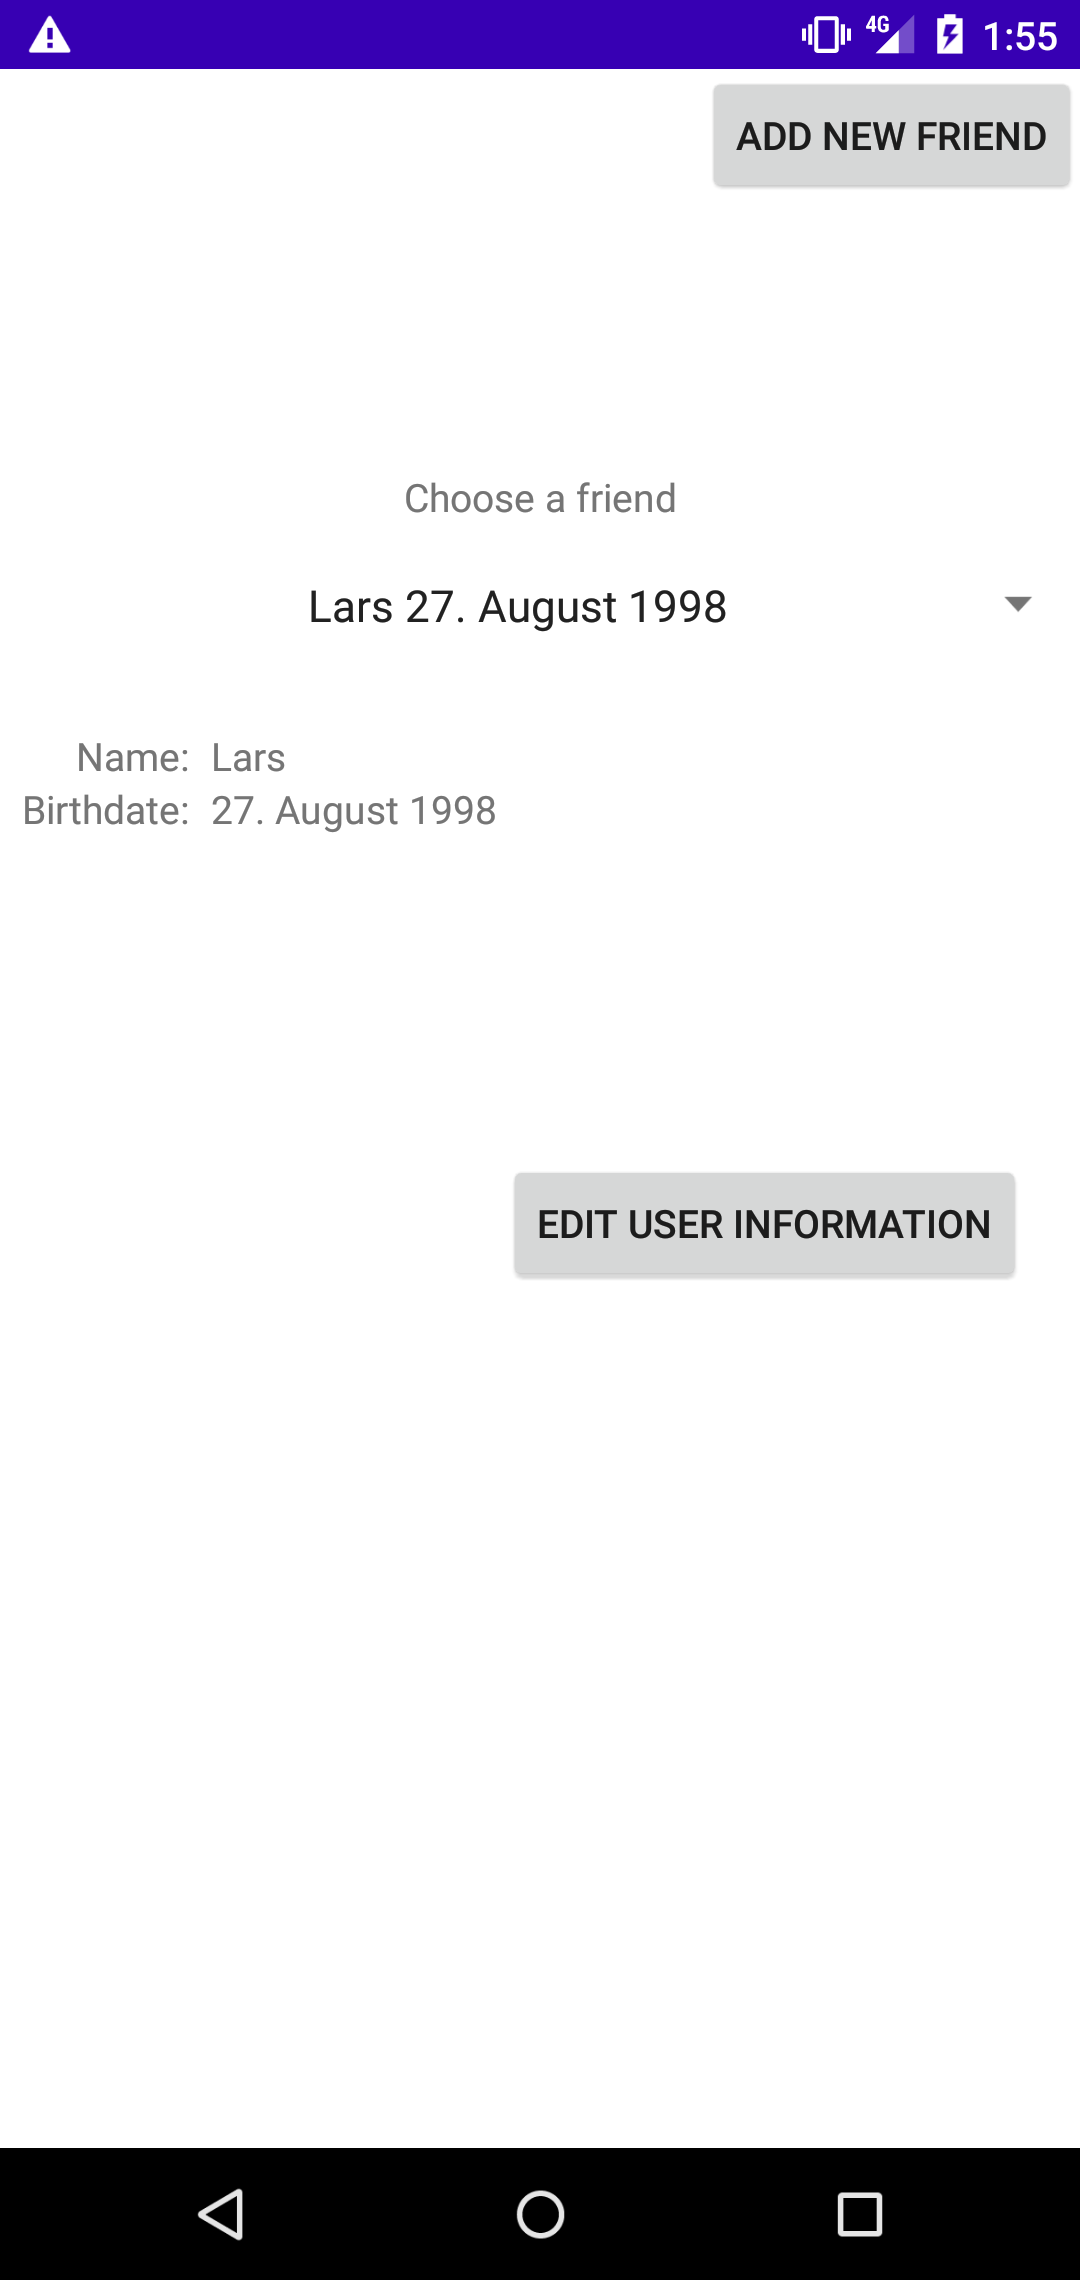 4G 1:55
ADD NEW FRIEND
Choose a friend
Lars 27. August 1998
Name: Lars
Birthdate: 27. August 1998
EDIT USER INFORMATION